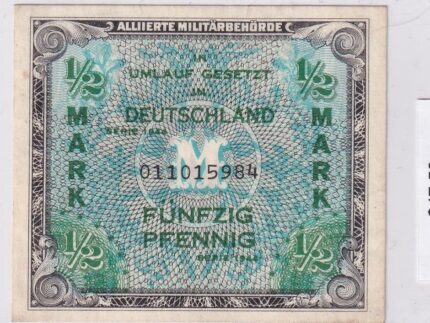 ALLIIERTE MILITÄRBEHÖRDE
1/2 IN 1/2
UMLAUF GESETZT
IN
DEUTSCHLAND
SERIE 1944
MARK M MARK
011015984
FÜNFZIG
PFENNIG
1/2 SERIE 1944 1/2